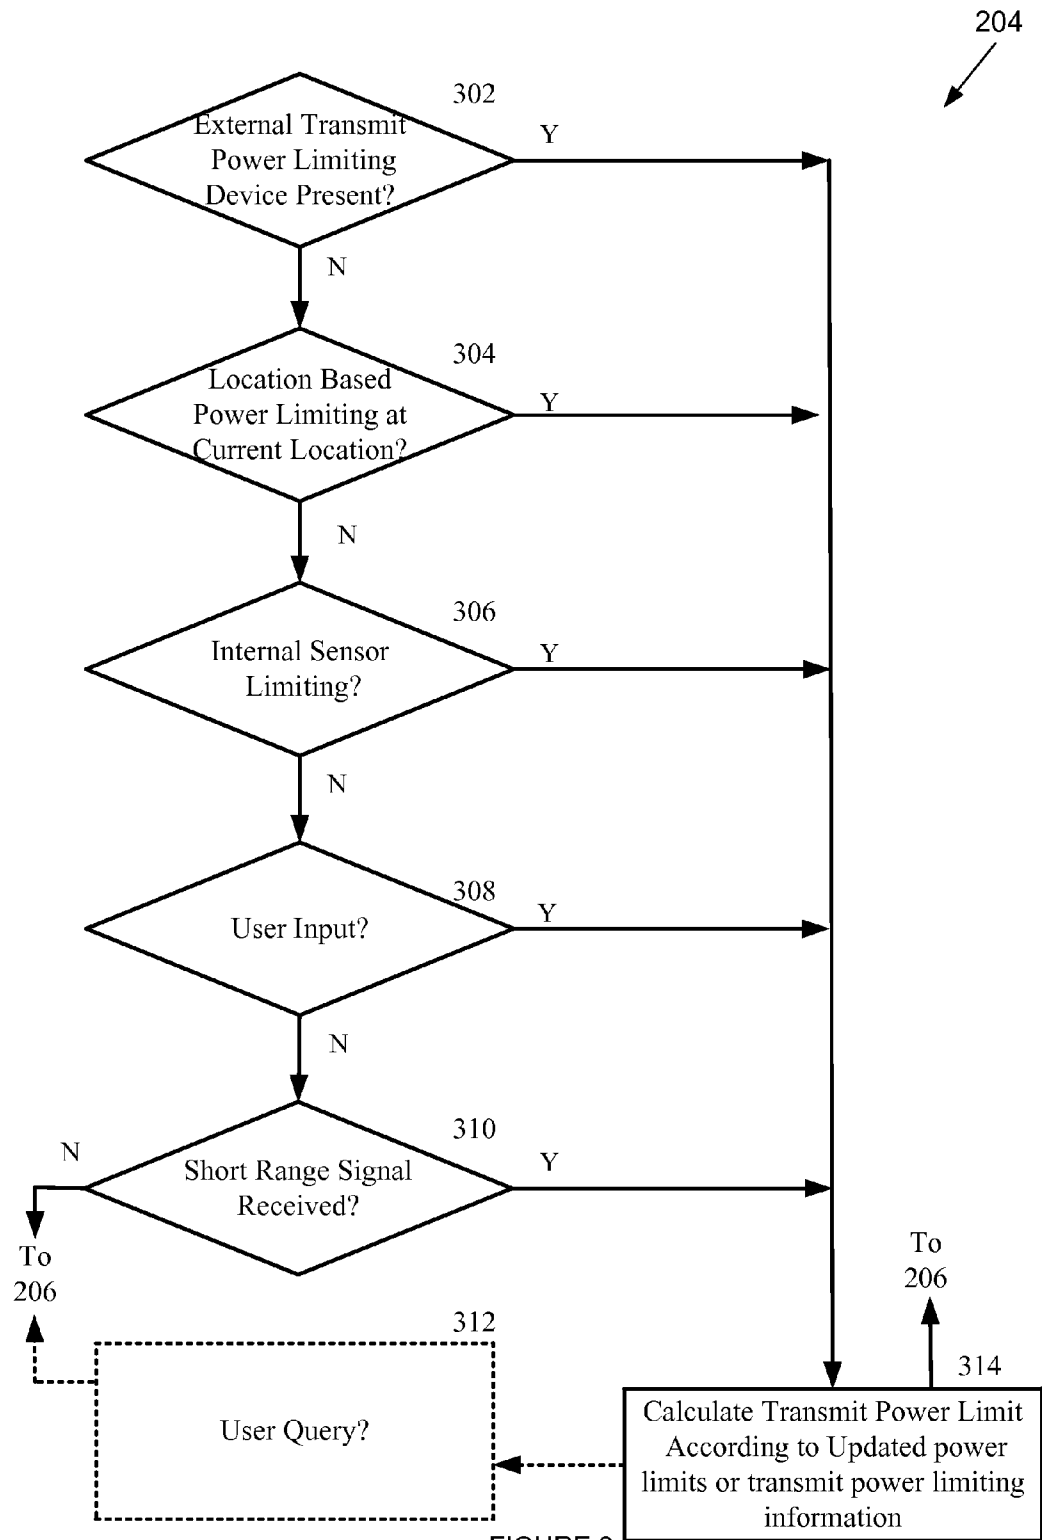 204
302
External Transmit
Power Limiting
Device Present?
Y
N
304
Location Based
Power Limiting at
Current Location?
Y
N
306
Internal Sensor
Limiting?
Y
N
308
User Input?
Y
N
310
N
Short Range Signal
Received?
Y
To
206
To
206
312
User Query?
314
Calculate Transmit Power Limit
According to Updated power
limits or transmit power limiting
information